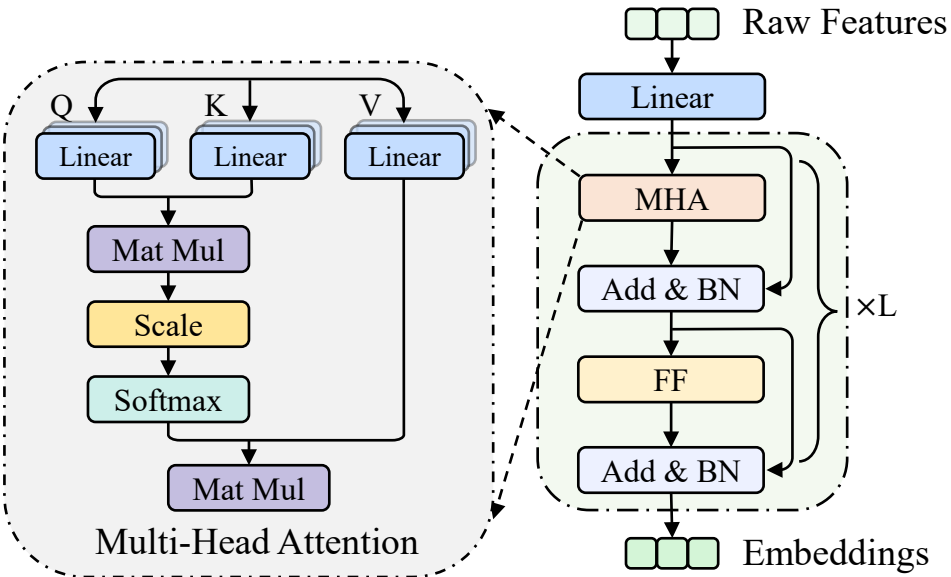 Raw Features
Linear
MHA
Add & BN
×L
FF
Add & BN
Embeddings
Q
K
V
Linear
Linear
Linear
Mat Mul
Scale
Softmax
Mat Mul
Multi-Head Attention